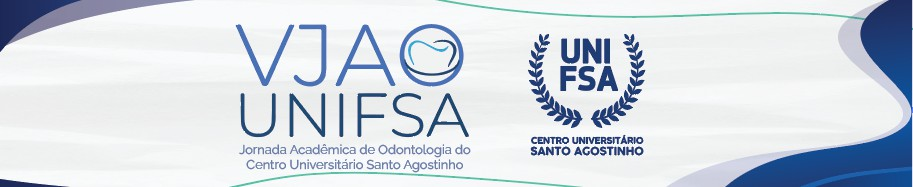 VJAO
UNIFSA
Jornada Acadêmica de Odontologia do
Centro Universitário Santo Agostinho
UNI
FSA
CENTRO UNIVERSITÁRIO
SANTO AGOSTINHO